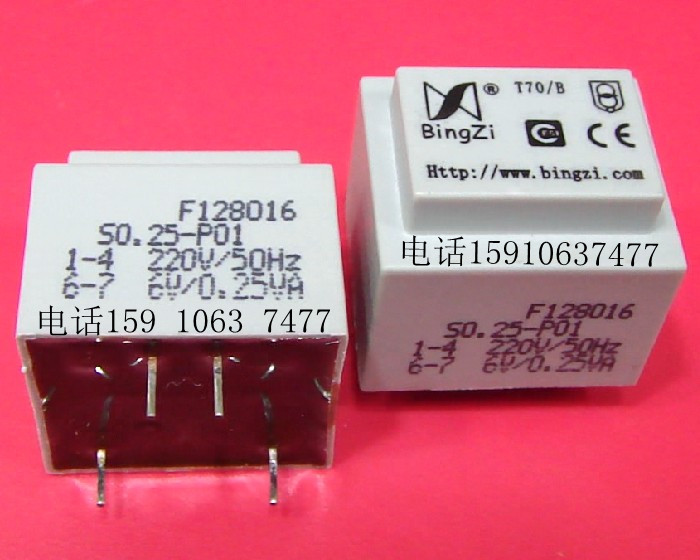 F128016
S0.25-P01
1-4 220V/50Hz
6-7 6V/0.25VA
电话159 1063 7477
® T70/B
BingZi
CE
Http://www.bingzi.com
电话15910637477
F128016
S0.25-P01
1-4 220V/50Hz
6-7 6V/0.25VA